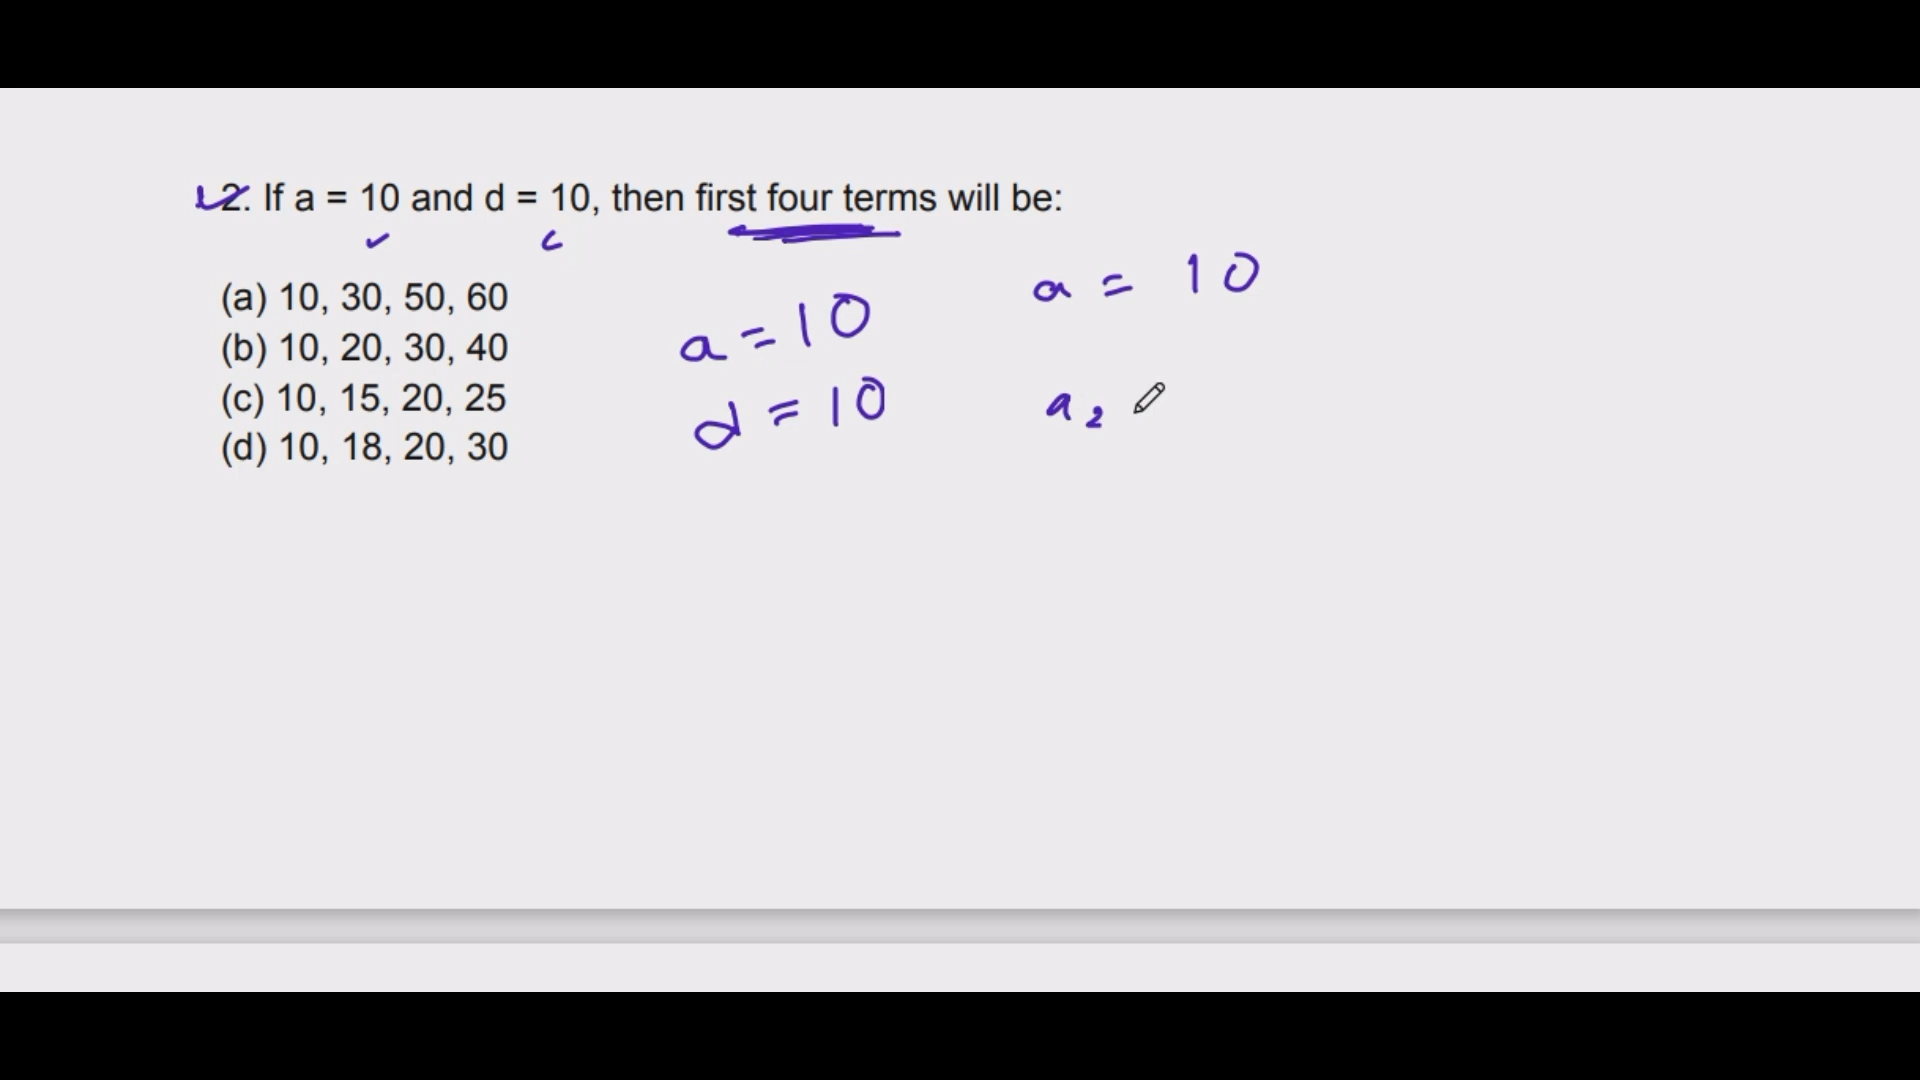 2. If a = 10 and d = 10, then first four terms will be:
(a) 10, 30, 50, 60
(b) 10, 20, 30, 40
(c) 10, 15, 20, 25
(d) 10, 18, 20, 30
a = 10
d = 10
a = 10
a₂